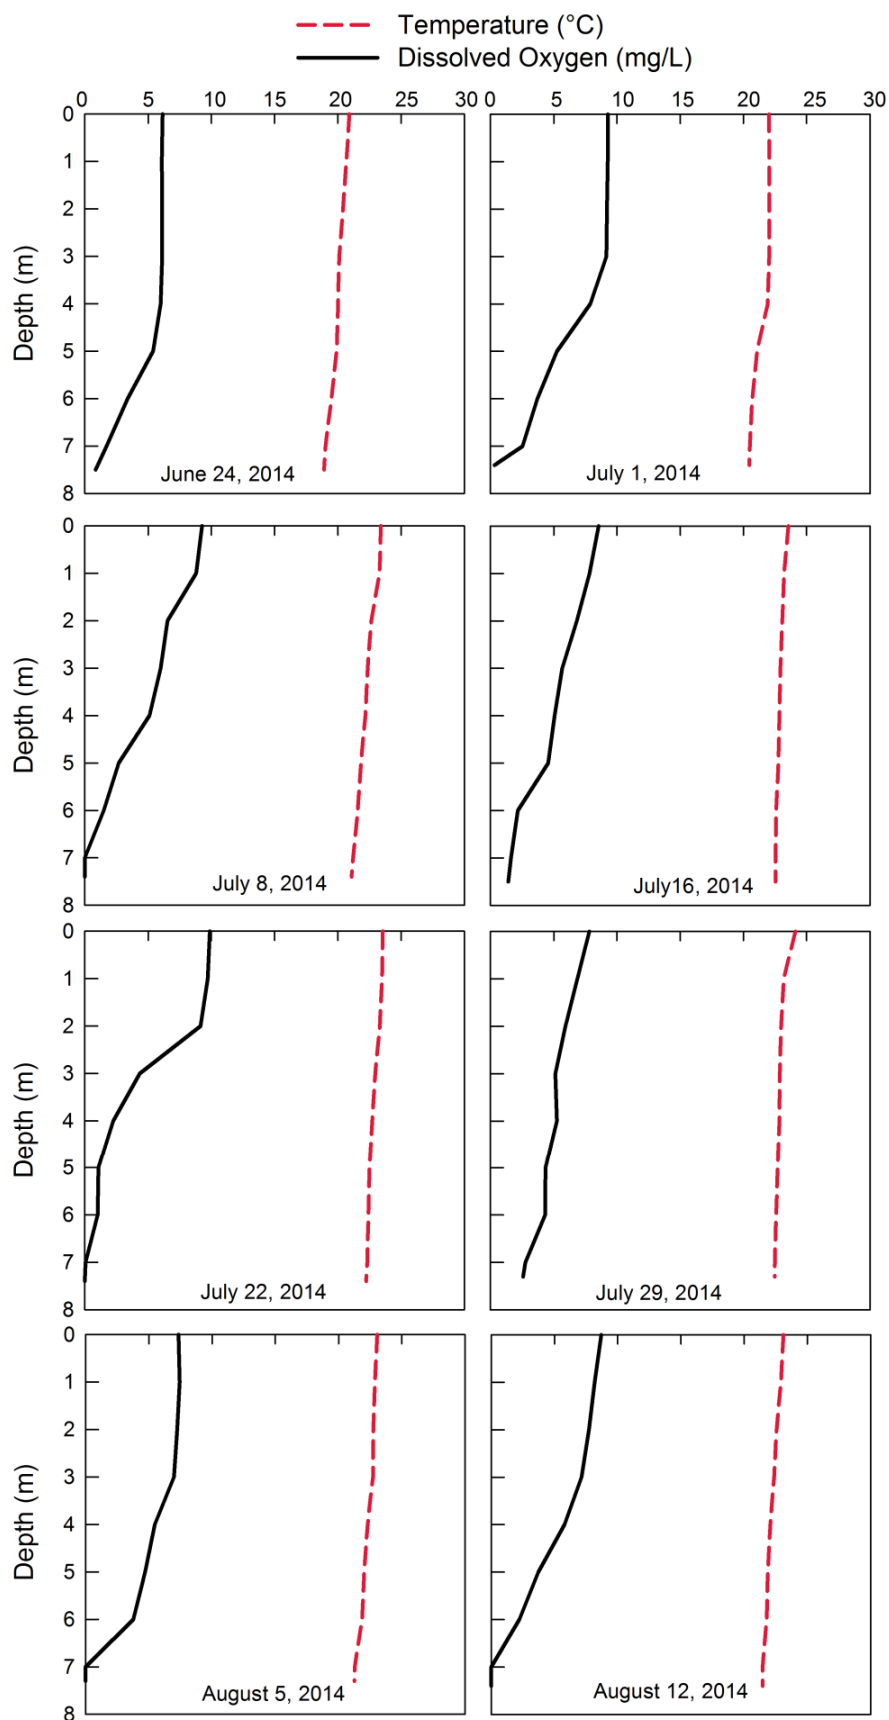 Temperature (°C)
Dissolved Oxygen (mg/L)
0 5 10 15 20 25 30 0 5 10 15 20 25 30
0
1
2
3
4
5
6
7
8
Depth (m)
June 24, 2014
July 1, 2014
0
1
2
3
4
5
6
7
8
Depth (m)
July 8, 2014
July16, 2014
0
1
2
3
4
5
6
7
8
Depth (m)
July 22, 2014
July 29, 2014
0
1
2
3
4
5
6
7
8
Depth (m)
August 5, 2014
August 12, 2014